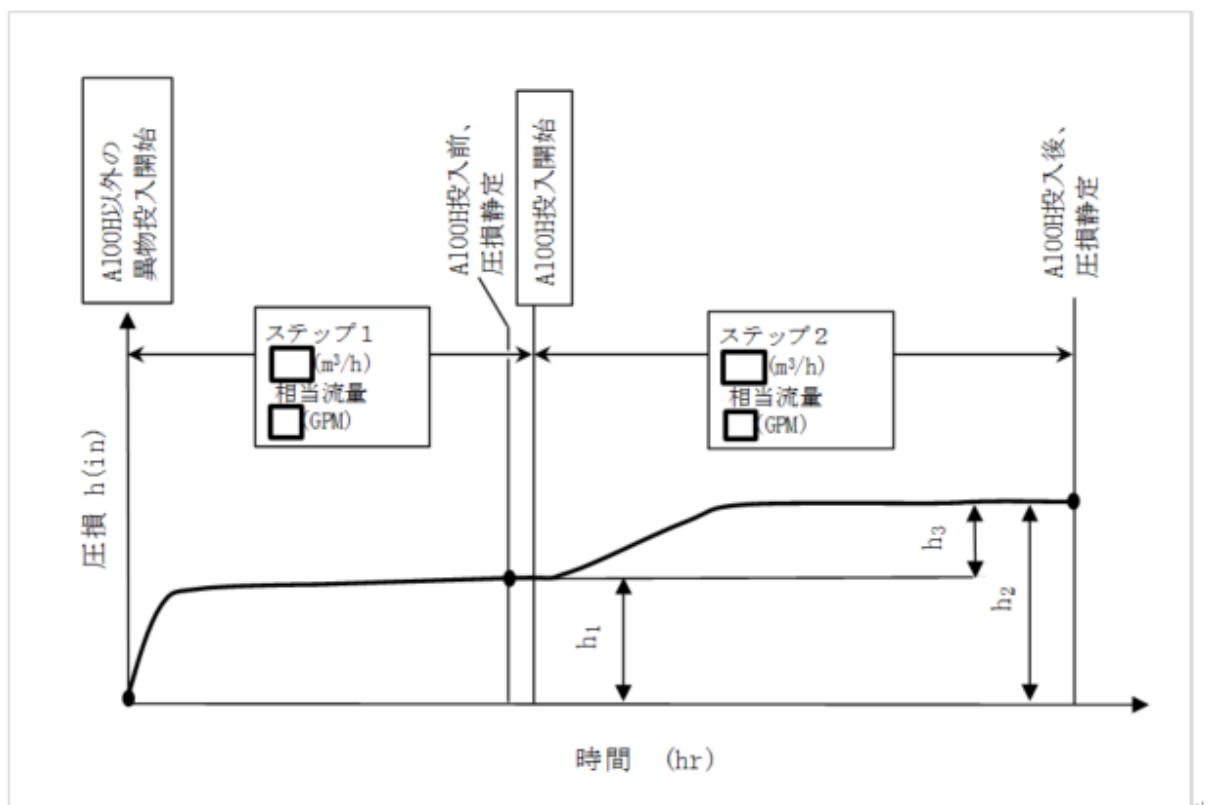 A100H以外の
異物投入開始
A100H投入前、
圧損静定
A100H投入開始
A100H投入後、
圧損静定
ステップ1
(m³/h)
相当流量
(GPM)
ステップ2
(m³/h)
相当流量
(GPM)
圧損 h(in)
h₁
h₃
h₂
時間 (hr)